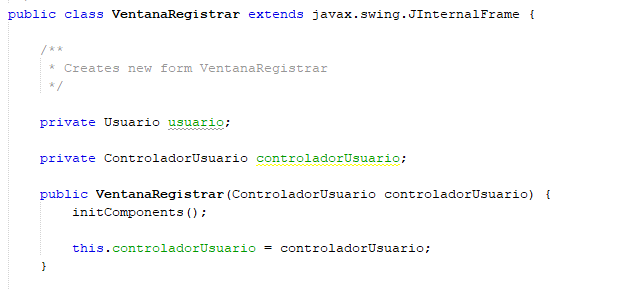 public class VentanaRegistrar extends javax.swing.JInternalFrame {
/**
* Creates new form VentanaRegistrar
*/
private Usuario usuario;
private ControladorUsuario controladorUsuario;
public VentanaRegistrar(ControladorUsuario controladorUsuario) {
initComponents();
this.controladorUsuario = controladorUsuario;
}